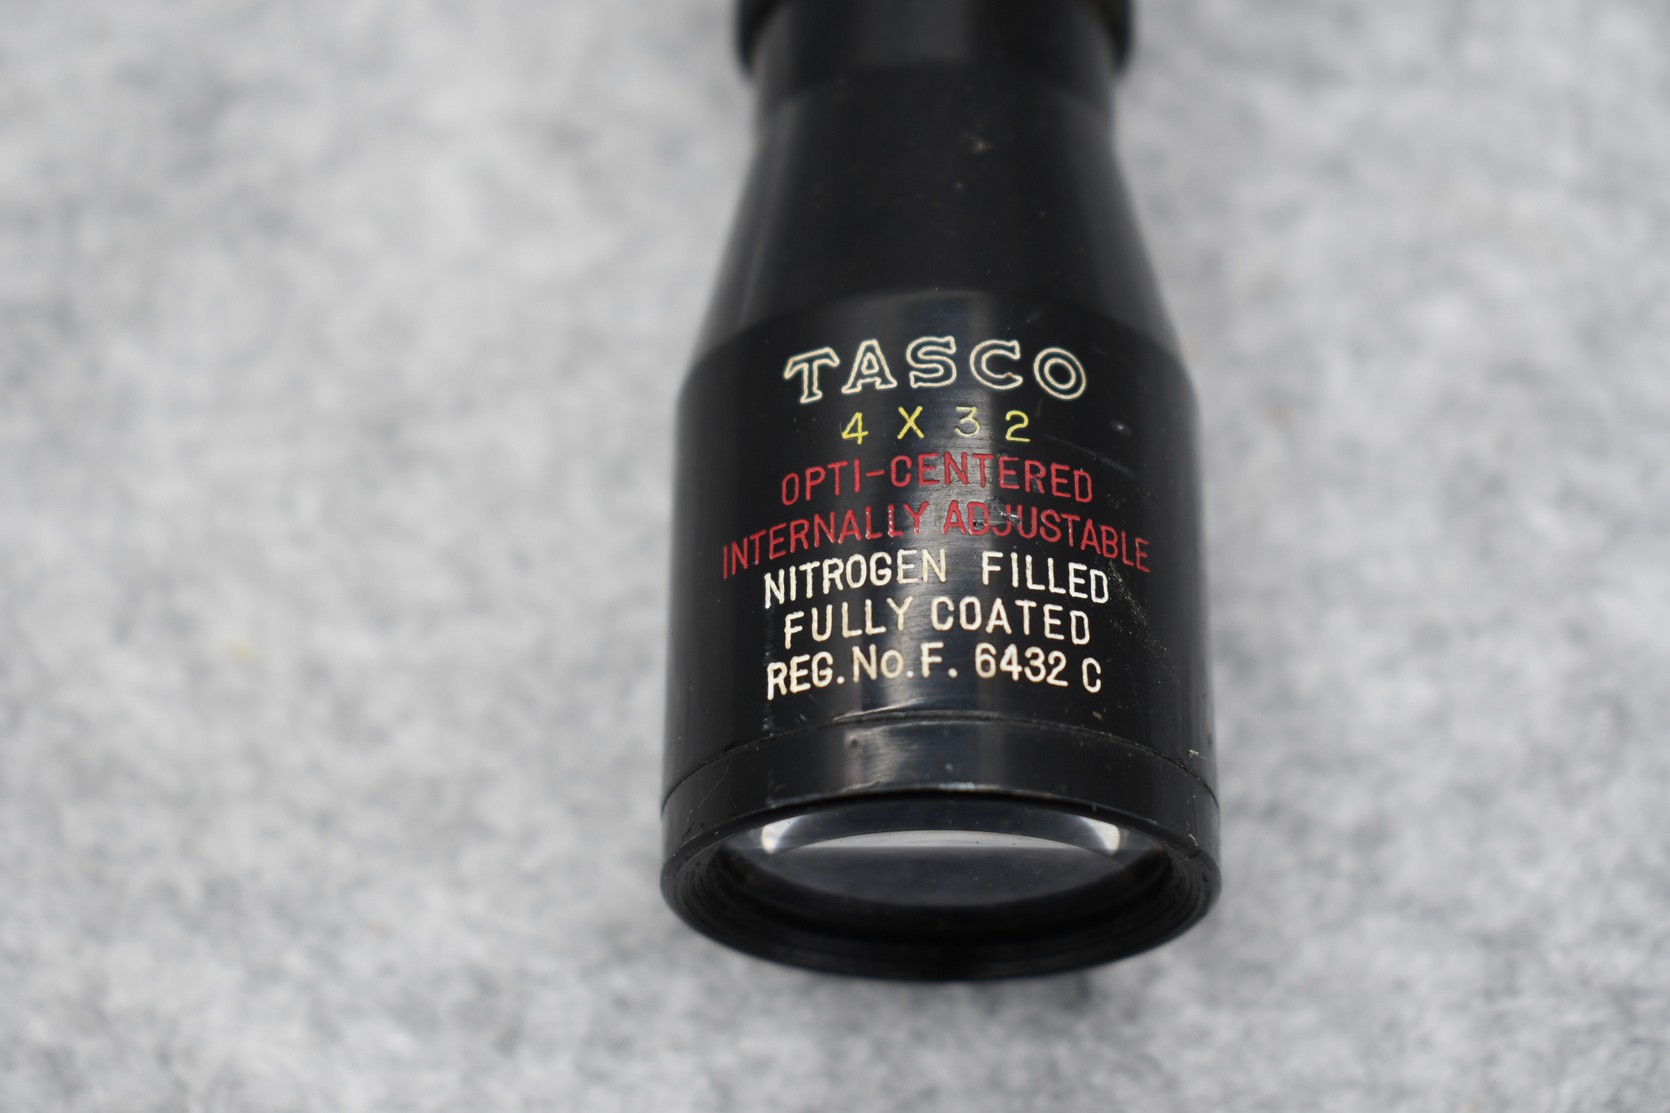 TASCO
4 X 32
OPTI-CENTERED
INTERNALLY ADJUSTABLE
NITROGEN FILLED
FULLY COATED
REG. No. F. 6432 C